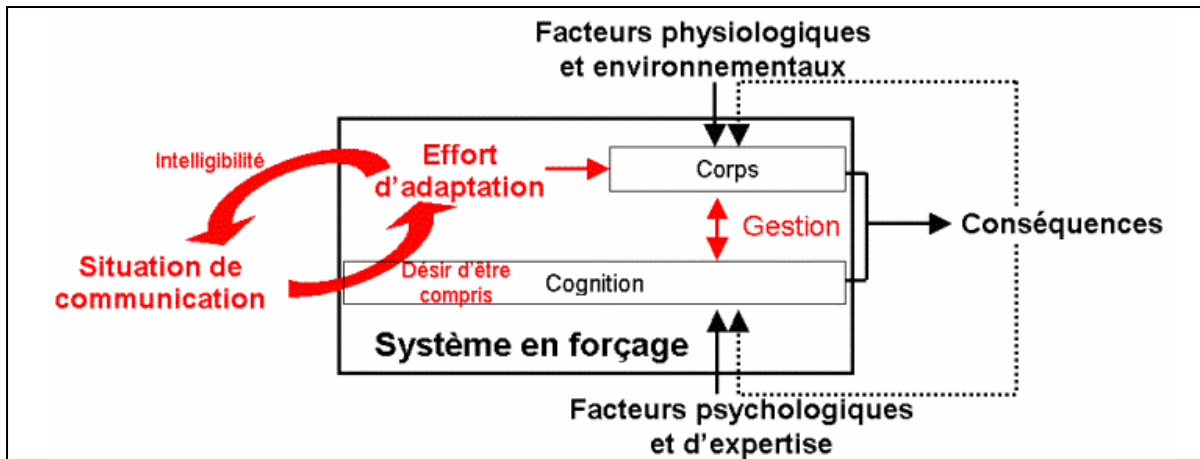 Facteurs physiologiques
et environnementaux
Intelligibilité
Effort
d'adaptation
Corps
Gestion
Conséquences
Situation de
communication
Désir d'être
compris
Cognition
Système en forçage
Facteurs psychologiques
et d'expertise